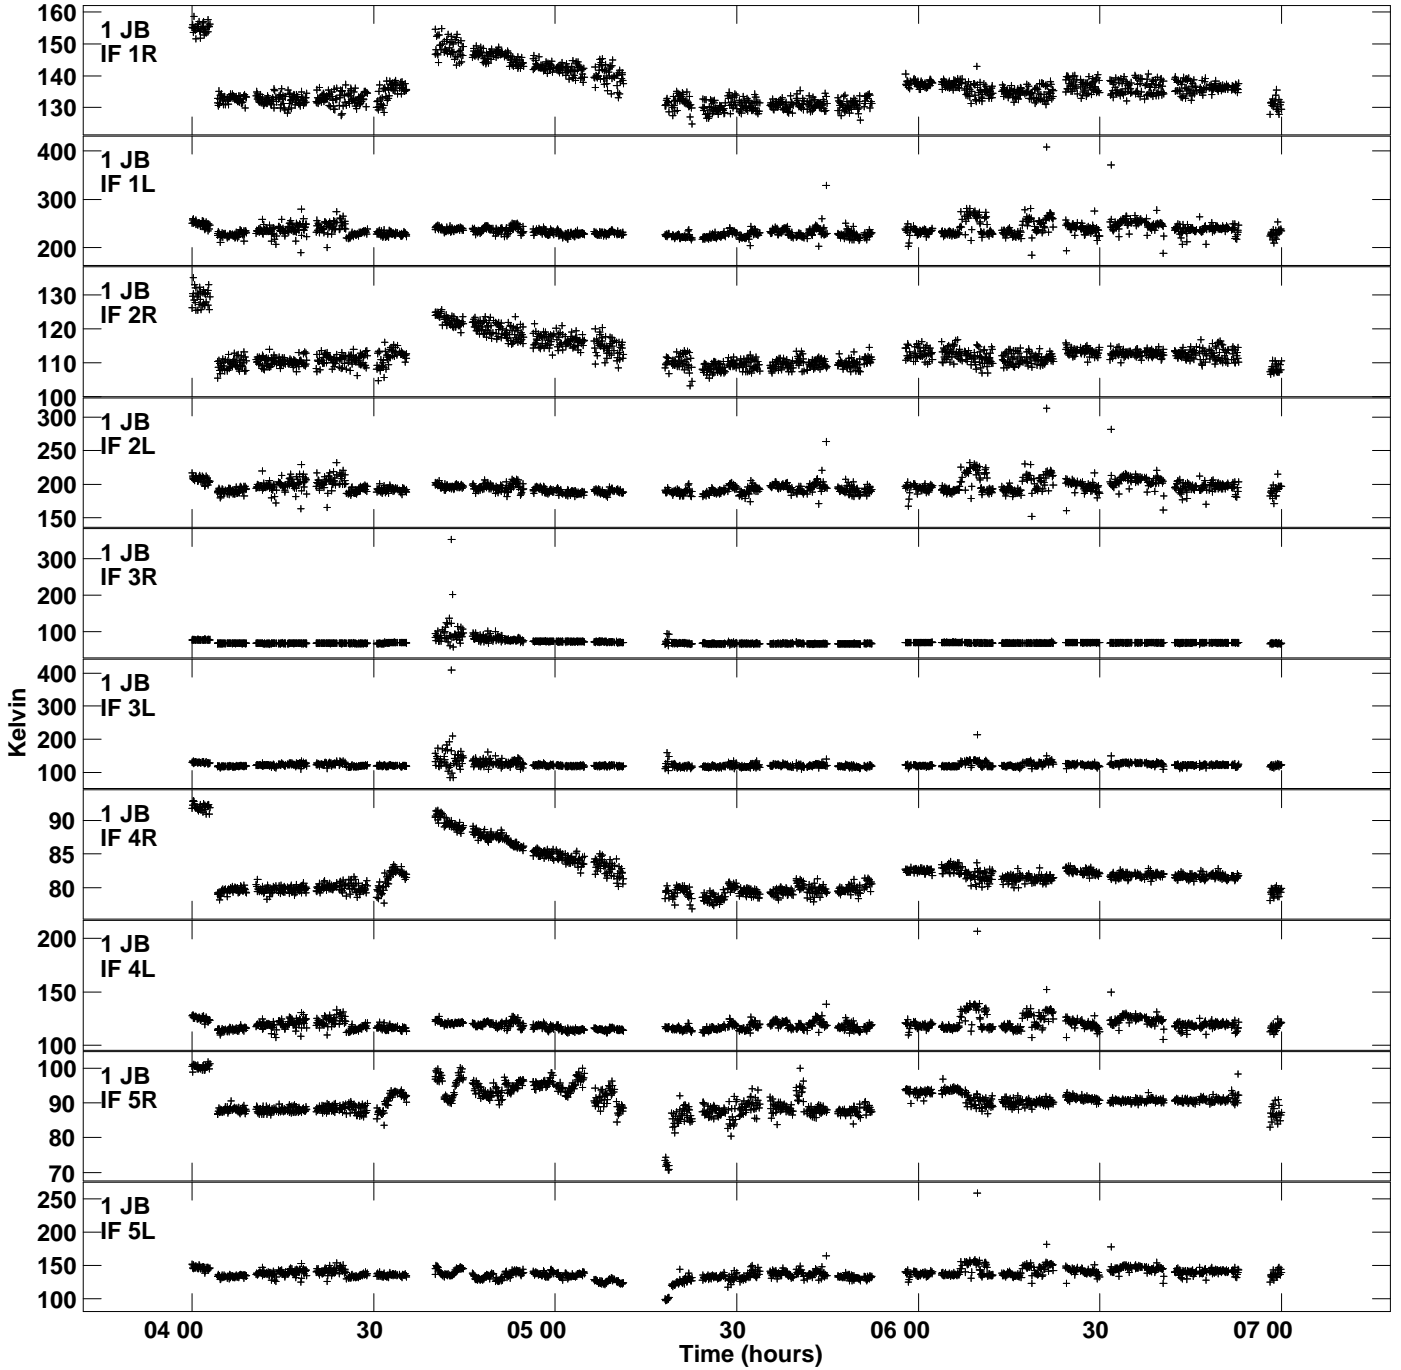 160
1 JB
IF 1R
150
140
130
400
1 JB
IF 1L
300
200
130
1 JB
IF 2R
120
110
100
300
1 JB
IF 2L
250
200
150
300
1 JB
IF 3R
200
100
400
1 JB
IF 3L
300
200
100
Kelvin
90
1 JB
IF 4R
85
80
200
1 JB
IF 4L
150
100
100
1 JB
IF 5R
90
80
70
250
1 JB
IF 5L
200
150
100
04 00 30 05 00 30 06 00 30 07 00
Time (hours)